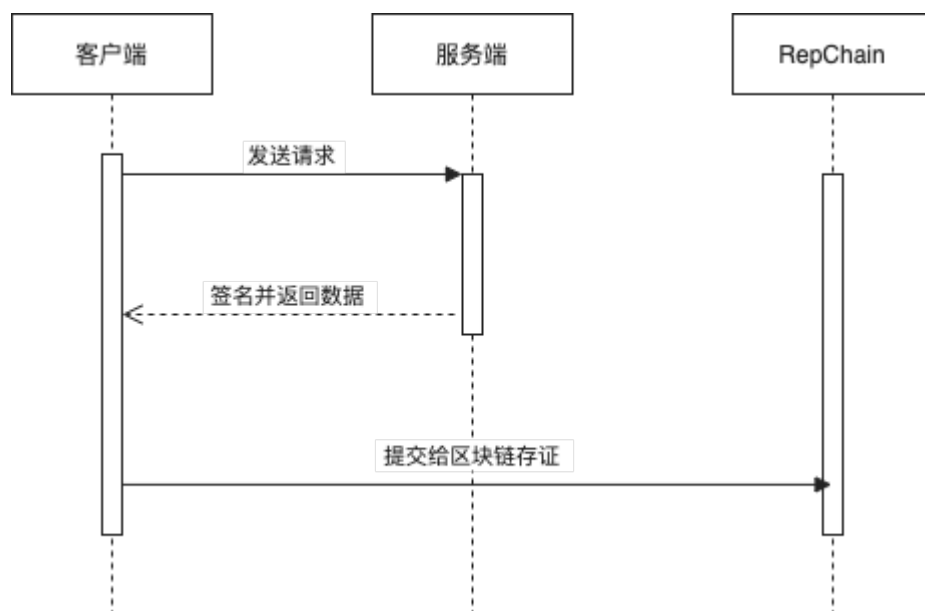 客户端
服务端
RepChain
发送请求
签名并返回数据
提交给区块链存证